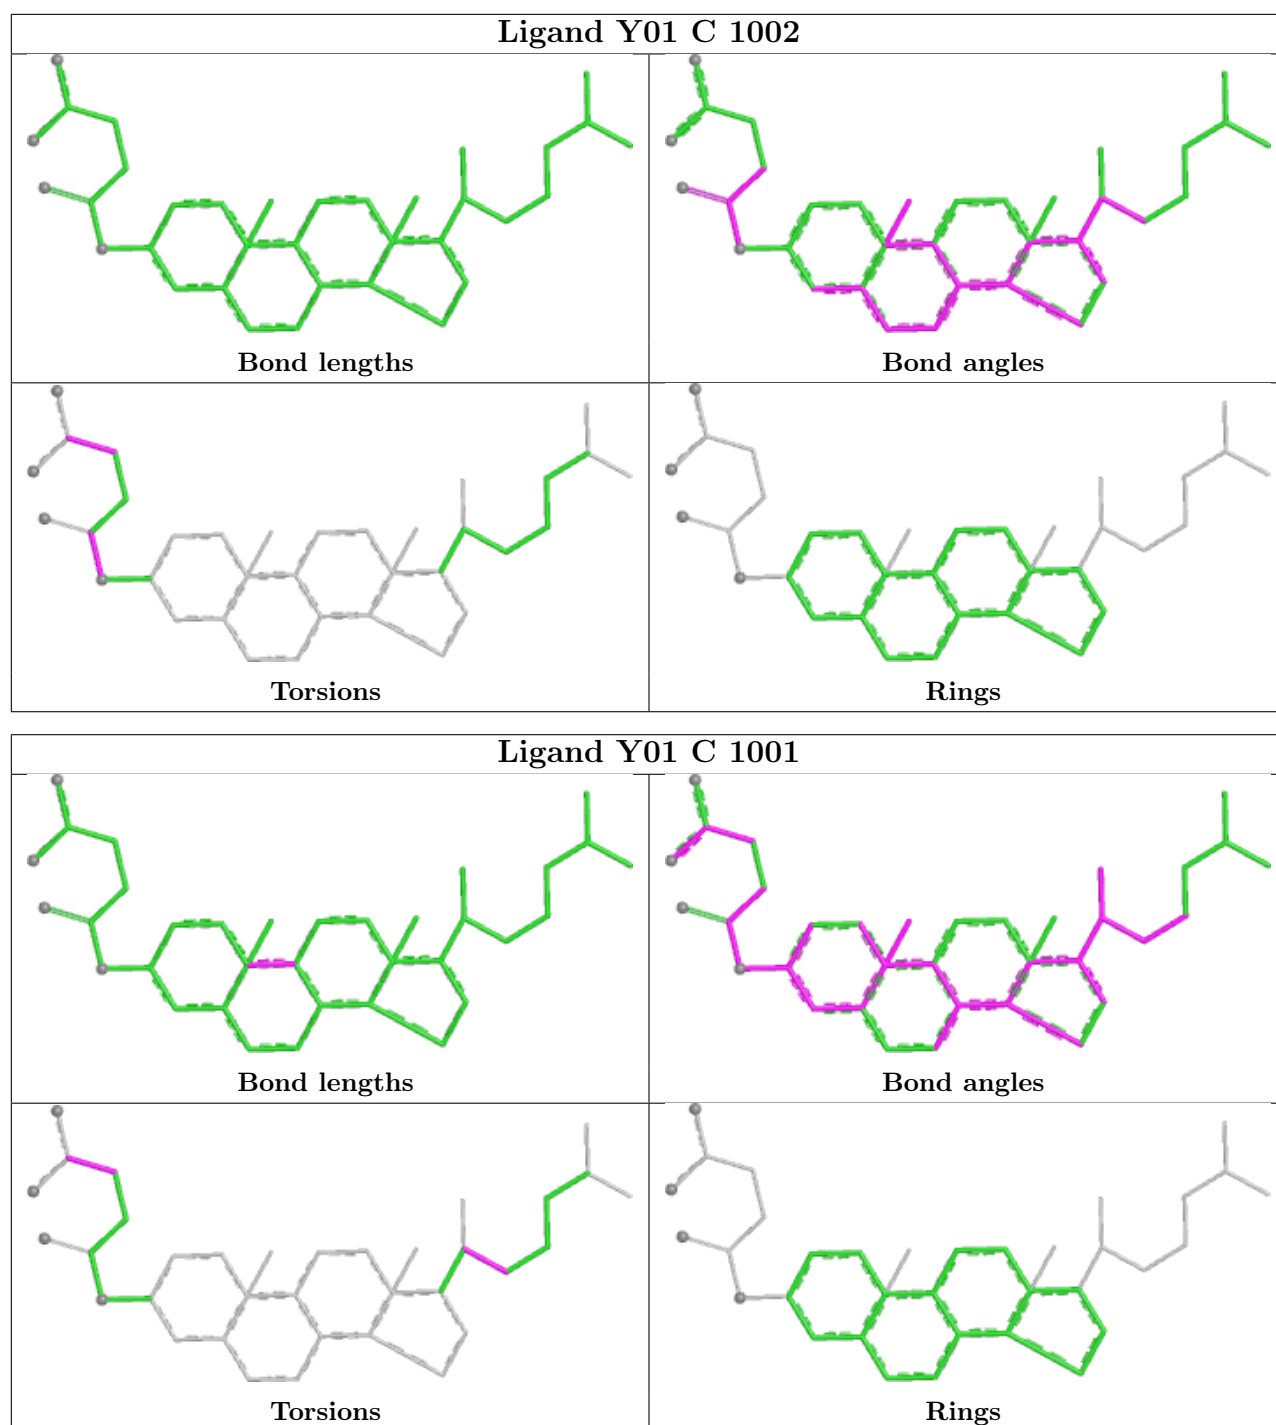 Ligand Y01 C 1002
Bond lengths
Bond angles
Torsions
Rings
Ligand Y01 C 1001
Bond lengths
Bond angles
Torsions
Rings